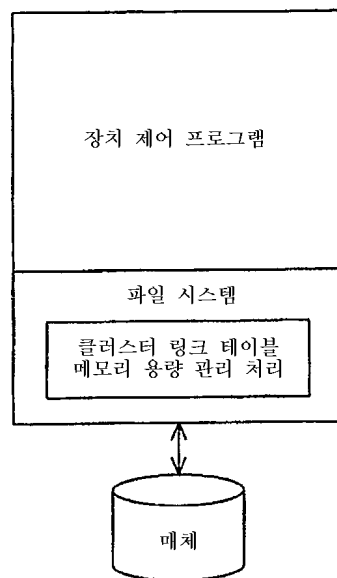 장치 제어 프로그램
파일 시스템
클러스터 링크 테이블
메모리 용량 관리 처리
매체